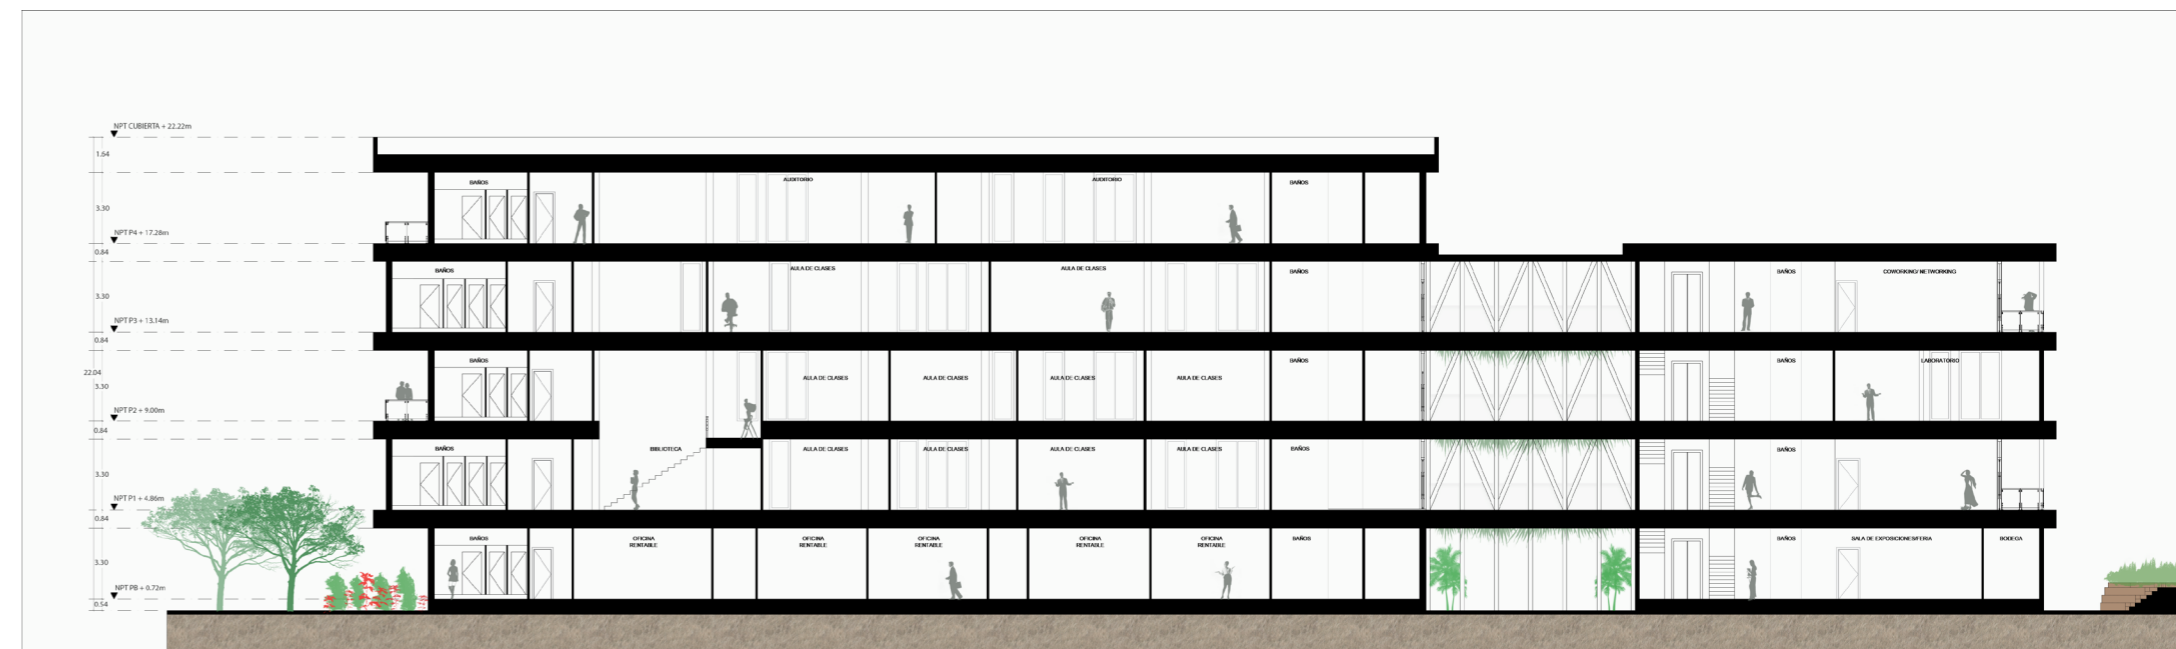 NPT CUBIERTA + 22.22m
1.64
BAÑOS
AUDITORIO
AUDITORIO
BAÑOS
3.30
NPT P4 + 17.28m
0.84
BAÑOS
AULA DE CLASES
AULA DE CLASES
BAÑOS
BAÑOS
COWORKING/ NETWORKING
3.30
NPT P3 + 13.14m
0.84
BAÑOS
AULA DE CLASES
AULA DE CLASES
AULA DE CLASES
AULA DE CLASES
BAÑOS
BAÑOS
LABORATORIO
22.04
3.30
NPT P2 + 9.00m
0.84
BAÑOS
BIBLIOTECA
AULA DE CLASES
AULA DE CLASES
AULA DE CLASES
AULA DE CLASES
BAÑOS
BAÑOS
3.30
NPT P1 + 4.86m
0.84
BAÑOS
OFICINA
RENTABLE
OFICINA
RENTABLE
OFICINA
RENTABLE
OFICINA
RENTABLE
OFICINA
RENTABLE
BAÑOS
BAÑOS
SALA DE EXPOSICIONES/FERIA
BODEGA
3.30
NPT PB + 0.72m
0.54